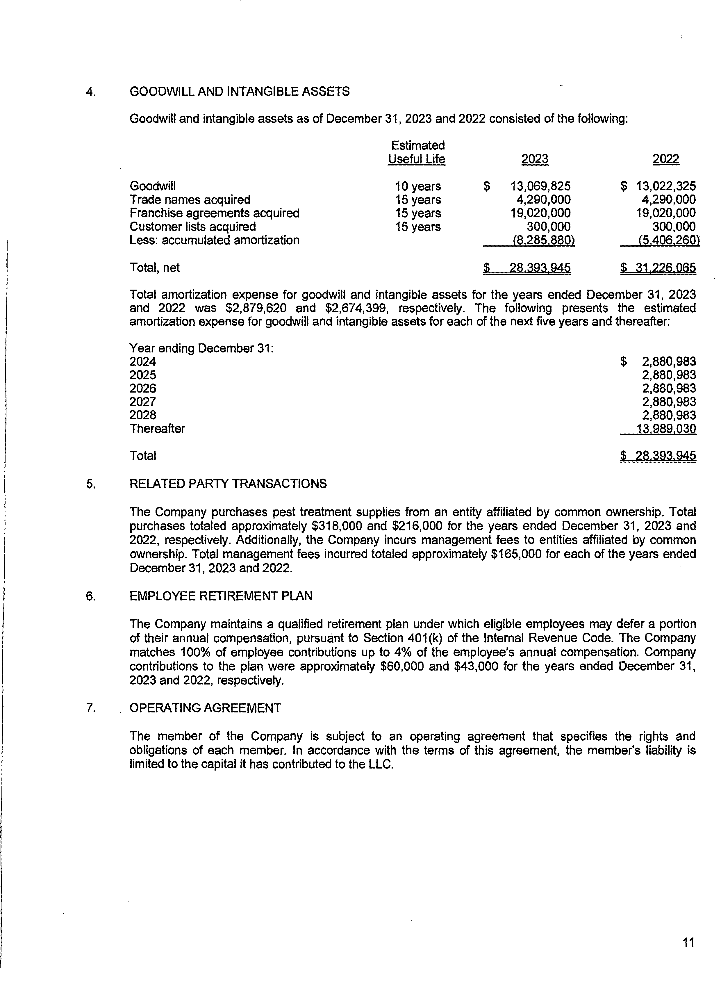 4. GOODWILL AND INTANGIBLE ASSETS
Goodwill and intangible assets as of December 31, 2023 and 2022 consisted of the following:
Estimated
Useful Life 2023 2022
Goodwill 10 years $ 13,069,825 $ 13,022,325
Trade names acquired 15 years 4,290,000 4,290,000
Franchise agreements acquired 15 years 19,020,000 19,020,000
Customer lists acquired 15 years 300,000 300,000
Less: accumulated amortization (8,285,880) (5,406,260)
Total, net $ 28,393,945 $ 31,226,065
Total amortization expense for goodwill and intangible assets for the years ended December 31, 2023
and 2022 was $2,879,620 and $2,674,399, respectively. The following presents the estimated
amortization expense for goodwill and intangible assets for each of the next five years and thereafter:
Year ending December 31:
2024 $ 2,880,983
2025 2,880,983
2026 2,880,983
2027 2,880,983
2028 2,880,983
Thereafter 13,989,030
Total $ 28,393,945
5. RELATED PARTY TRANSACTIONS
The Company purchases pest treatment supplies from an entity affiliated by common ownership. Total
purchases totaled approximately $318,000 and $216,000 for the years ended December 31, 2023 and
2022, respectively. Additionally, the Company incurs management fees to entities affiliated by common
ownership. Total management fees incurred totaled approximately $165,000 for each of the years ended
December 31, 2023 and 2022.
6. EMPLOYEE RETIREMENT PLAN
The Company maintains a qualified retirement plan under which eligible employees may defer a portion
of their annual compensation, pursuant to Section 401(k) of the Internal Revenue Code. The Company
matches 100% of employee contributions up to 4% of the employee's annual compensation. Company
contributions to the plan were approximately $60,000 and $43,000 for the years ended December 31,
2023 and 2022, respectively.
7. OPERATING AGREEMENT
The member of the Company is subject to an operating agreement that specifies the rights and
obligations of each member. In accordance with the terms of this agreement, the member's liability is
limited to the capital it has contributed to the LLC.
11